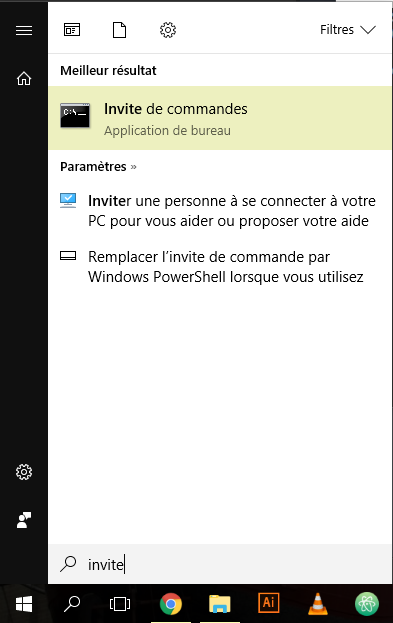 Filtres
Meilleur résultat
Invite de commandes
Application de bureau
Paramètres »
Inviter une personne à se connecter à votre
PC pour vous aider ou proposer votre aide
Remplacer l'invite de commande par
Windows PowerShell lorsque vous utilisez
invite
Ai